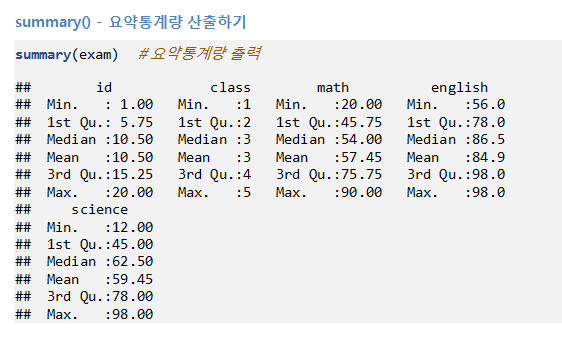 summary() - 요약통계량 산출하기
summary(exam)  #요약통계량 출력
##        id            class        math          english
##  Min.   : 1.00   Min.   :1   Min.   :20.00   Min.   :56.0
##  1st Qu.: 5.75   1st Qu.:2   1st Qu.:45.75   1st Qu.:78.0
##  Median :10.50   Median :3   Median :54.00   Median :86.5
##  Mean   :10.50   Mean   :3   Mean   :57.45   Mean   :84.9
##  3rd Qu.:15.25   3rd Qu.:4   3rd Qu.:75.75   3rd Qu.:98.0
##  Max.   :20.00   Max.   :5   Max.   :90.00   Max.   :98.0
##     science
##  Min.   :12.00
##  1st Qu.:45.00
##  Median :62.50
##  Mean   :59.45
##  3rd Qu.:78.00
##  Max.   :98.00